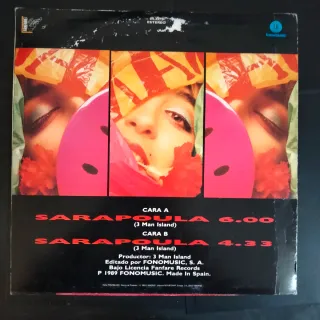 STEREO
CARA A
SARAPOULA 6.00
(3 Man Island)
CARA B
SARAPOULA 4.33
(3 Man Island)
Productor: 3 Man Island
Editado por FONOMUSIC, S. A.
Bajo Licencia Fanfare Records
P 1989 FONOMUSIC. Made In Spain.